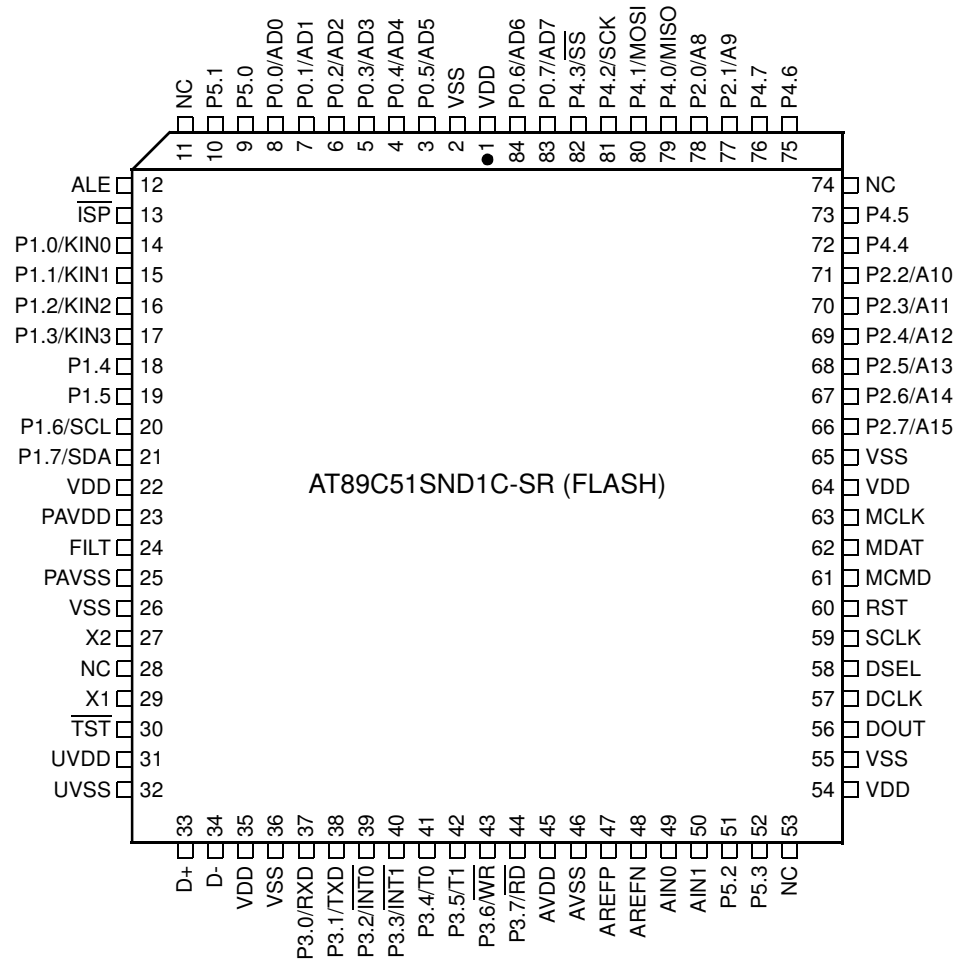 NC
P5.1
P5.0
P0.0/AD0
P0.1/AD1
P0.2/AD2
P0.3/AD3
P0.4/AD4
P0.5/AD5
VSS
VDD
P0.6/AD6
P0.7/AD7
P4.3/SS
P4.2/SCK
P4.1/MOSI
P4.0/MISO
P2.0/A8
P2.1/A9
P4.7
P4.6
11
10
9
8
7
6
5
4
3
2
1
84
83
82
81
80
79
78
77
76
75
ALE 12
ISP 13
P1.0/KIN0 14
P1.1/KIN1 15
P1.2/KIN2 16
P1.3/KIN3 17
P1.4 18
P1.5 19
P1.6/SCL 20
P1.7/SDA 21
VDD 22
PAVDD 23
FILT 24
PAVSS 25
VSS 26
X2 27
NC 28
X1 29
TST 30
UVDD 31
UVSS 32
AT89C51SND1C-SR (FLASH)
74 NC
73 P4.5
72 P4.4
71 P2.2/A10
70 P2.3/A11
69 P2.4/A12
68 P2.5/A13
67 P2.6/A14
66 P2.7/A15
65 VSS
64 VDD
63 MCLK
62 MDAT
61 MCMD
60 RST
59 SCLK
58 DSEL
57 DCLK
56 DOUT
55 VSS
54 VDD
33
34
35
36
37
38
39
40
41
42
43
44
45
46
47
48
49
50
51
52
53
D+
D-
VDD
VSS
P3.0/RXD
P3.1/TXD
P3.2/INT0
P3.3/INT1
P3.4/T0
P3.5/T1
P3.6/WR
P3.7/RD
AVDD
AVSS
AREFP
AREFN
AIN0
AIN1
P5.2
P5.3
NC